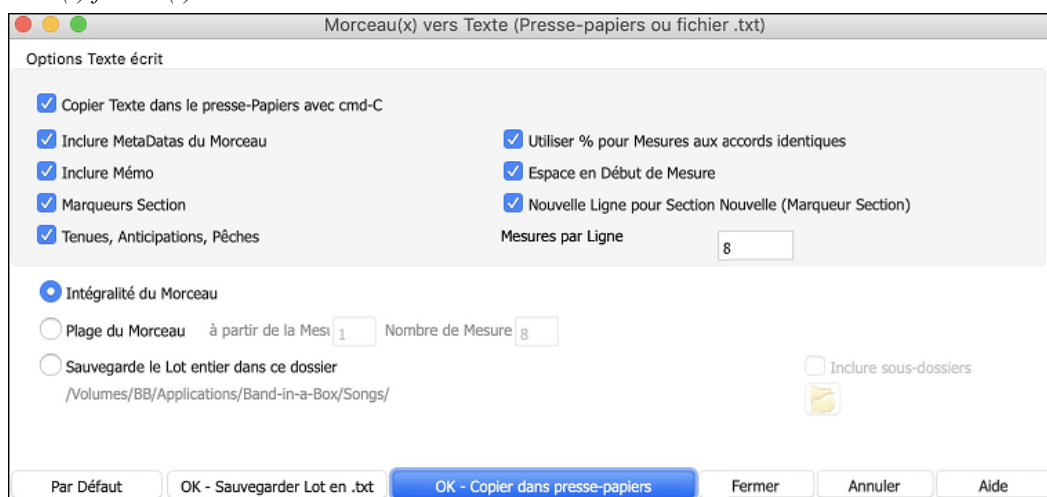 Morceau(x) vers Texte (Presse-papiers ou fichier .txt)
Options Texte écrit
Copier Texte dans le presse-Papiers avec cmd-C
Inclure MetaDatas du Morceau
Utiliser % pour Mesures aux accords identiques
Inclure Mémo
Espace en Début de Mesure
Marqueurs Section
Nouvelle Ligne pour Section Nouvelle (Marqueur Section)
Tenues, Anticipations, Pêches
Mesures par Ligne
8
Intégralité du Morceau
Plage du Morceau à partir de la Mesu 1 Nombre de Mesure 8
Sauvegarde le Lot entier dans ce dossier
Inclure sous-dossiers
/Volumes/BB/Applications/Band-in-a-Box/Songs/
Par Défaut OK - Sauvegarder Lot en .txt OK - Copier dans presse-papiers Fermer Annuler Aide